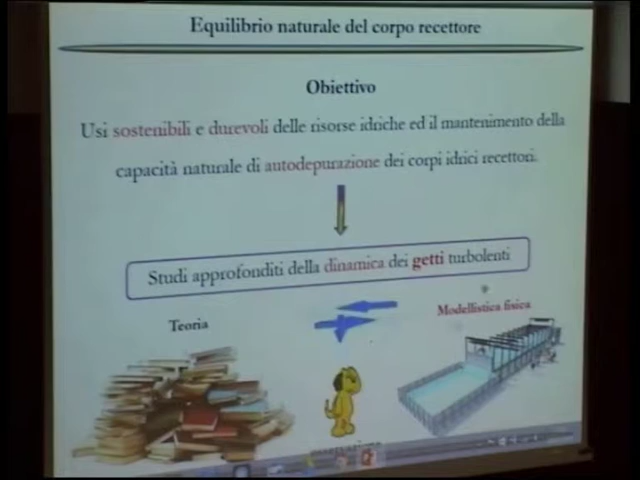 Equilibrio naturale del corpo recettore
Obiettivo
Usi sostenibili e durevoli delle risorse idriche ed il mantenimento della
capacità naturale di autodepurazione dei corpi idrici recettori.
Studi approfonditi della dinamica dei getti turbolenti
Teoria
Modellistica fisica